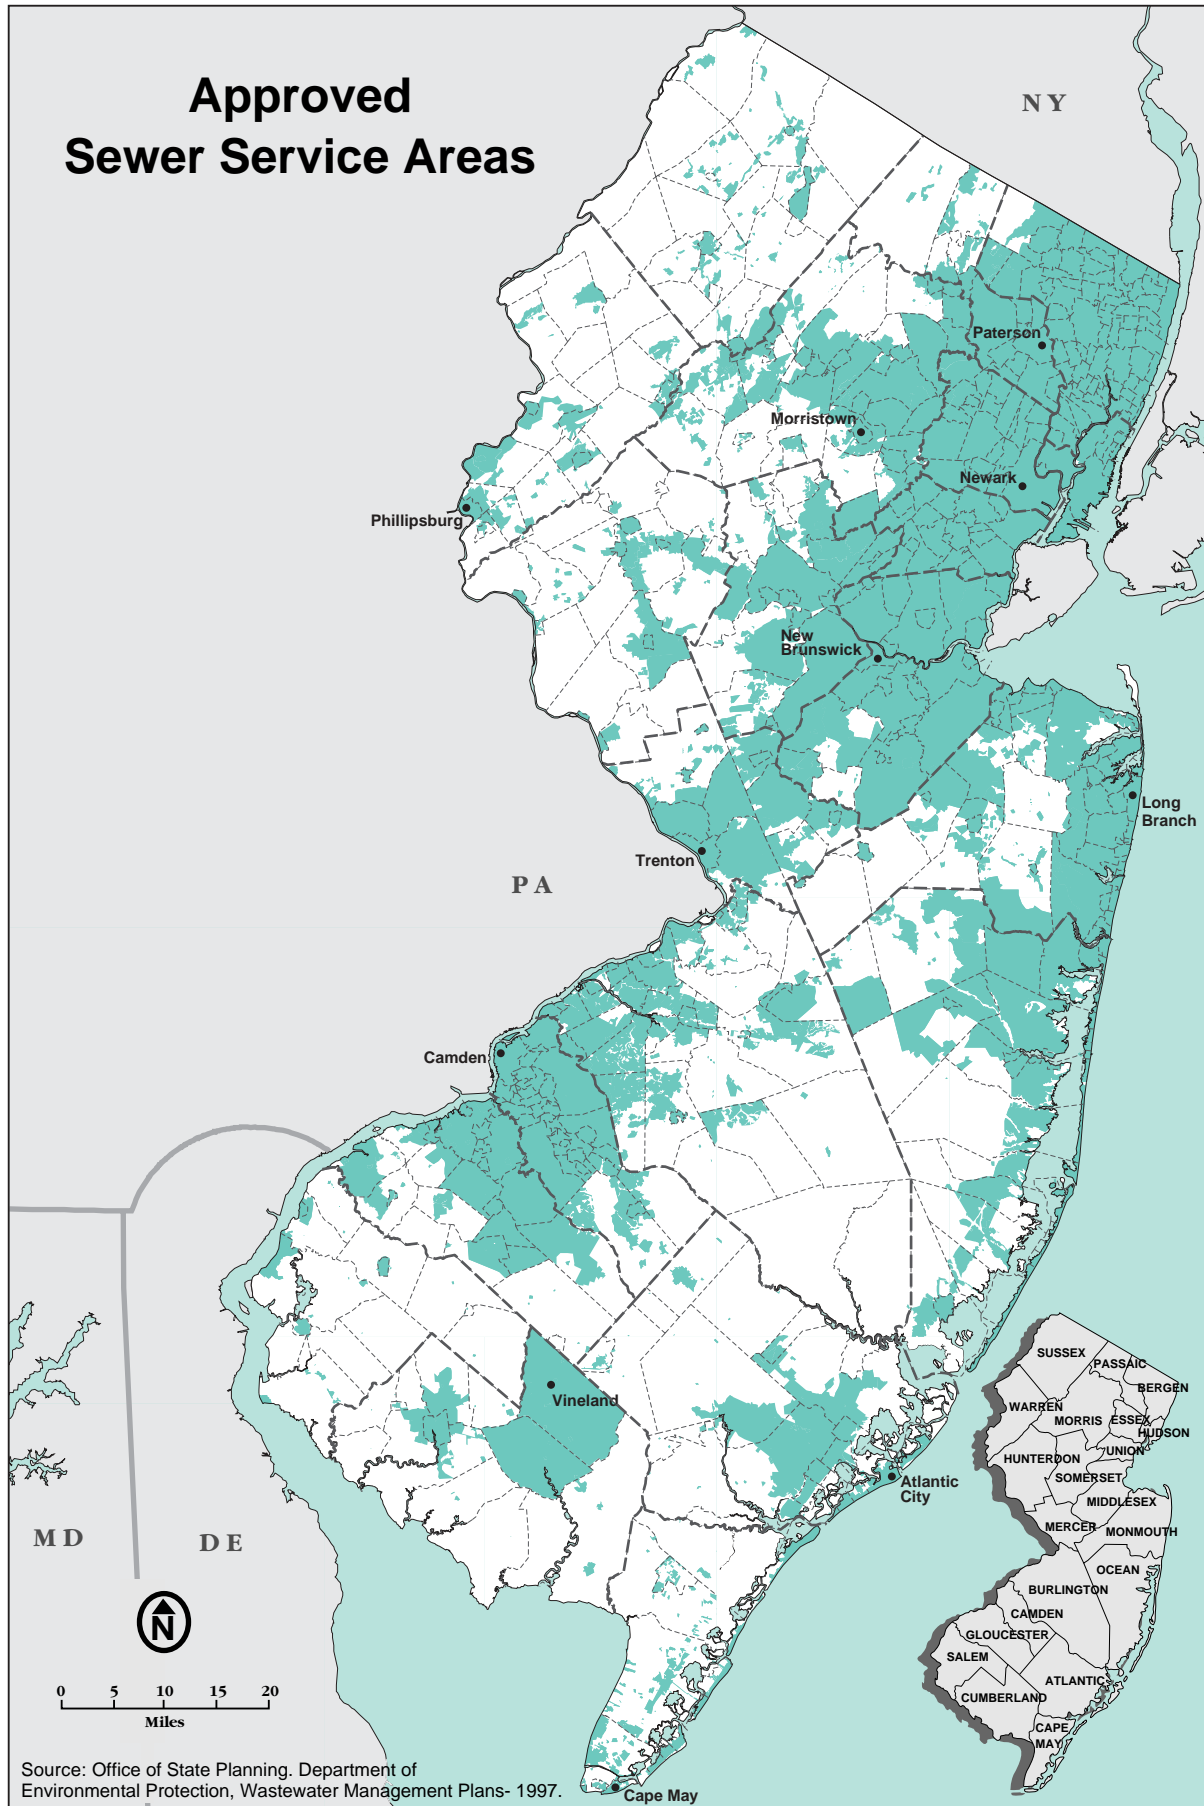 Approved
Sewer Service Areas
NY
Paterson
Morristown
Newark
Phillipsburg
New
Brunswick
Long
Branch
Trenton
PA
Camden
Vineland
Atlantic
City
MD
DE
N
0 5 10 15 20
Miles
Cape May
SUSSEX
PASSAIC
BERGEN
WARREN
MORRIS
ESSEX
HUDSON
UNION
HUNTERDON
SOMERSET
MIDDLESEX
MERCER
MONMOUTH
OCEAN
BURLINGTON
CAMDEN
GLOUCESTER
SALEM
ATLANTIC
CUMBERLAND
CAPE
MAY
Source: Office of State Planning. Department of
Environmental Protection, Wastewater Management Plans- 1997.